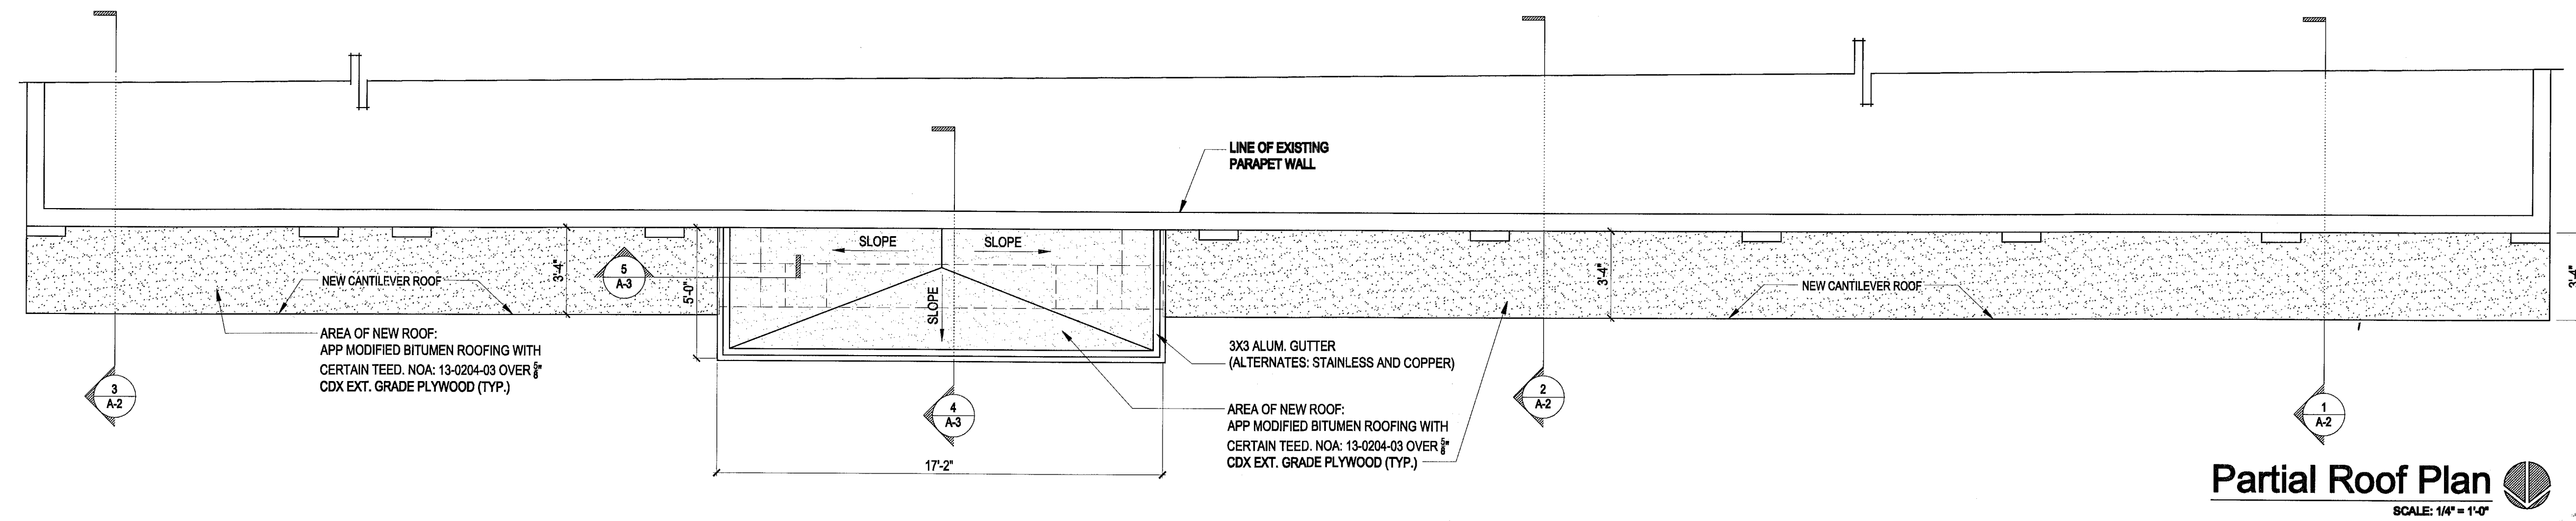 LINE OF EXISTING
PARAPET WALL
SLOPE
SLOPE
SLOPE
5
A-3
3'-4"
5'-0"
3'-4"
3'-4"
NEW CANTILEVER ROOF
NEW CANTILEVER ROOF
AREA OF NEW ROOF:
APP MODIFIED BITUMEN ROOFING WITH
CERTAIN TEED. NOA: 13-0204-03 OVER 5/8"
CDX EXT. GRADE PLYWOOD (TYP.)
3X3 ALUM. GUTTER
(ALTERNATES: STAINLESS AND COPPER)
AREA OF NEW ROOF:
APP MODIFIED BITUMEN ROOFING WITH
CERTAIN TEED. NOA: 13-0204-03 OVER 5/8"
CDX EXT. GRADE PLYWOOD (TYP.)
3
A-2
4
A-3
2
A-2
1
A-2
17'-2"
Partial Roof Plan
SCALE: 1/4" = 1'-0"